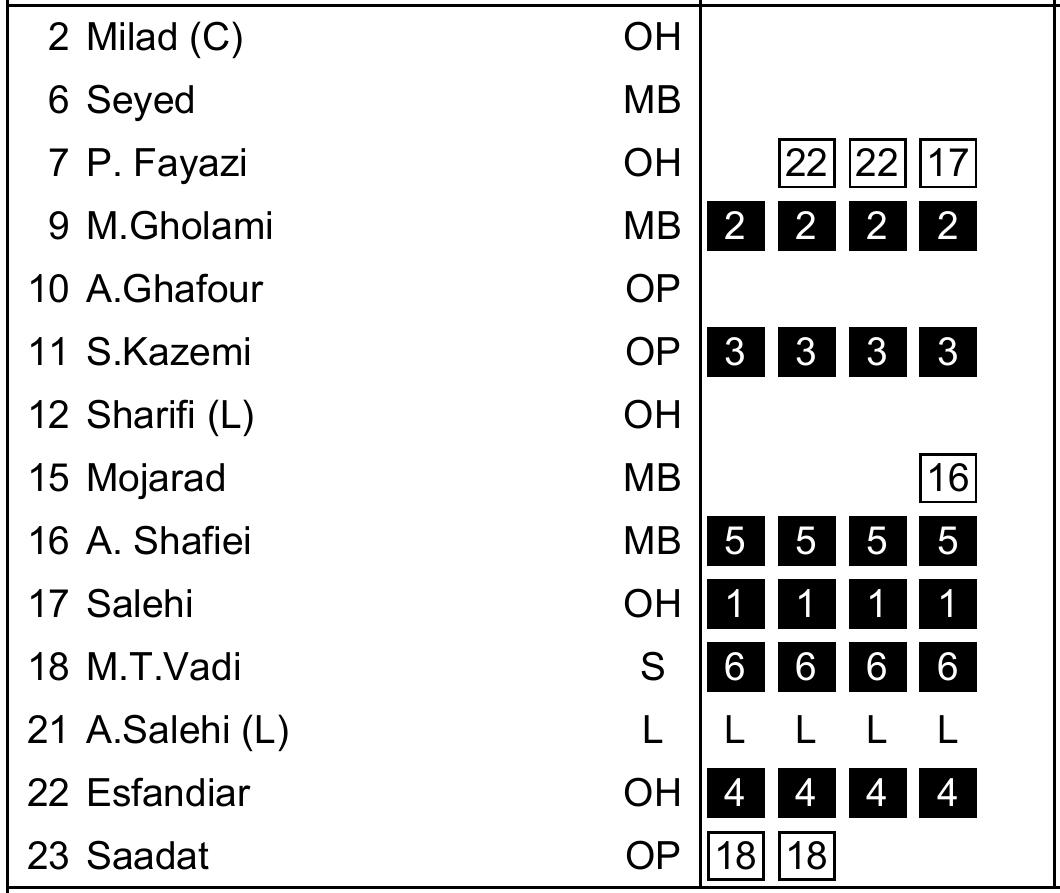 2 Milad (C) OH
6 Seyed MB
7 P. Fayazi OH 22 22 17
9 M.Gholami MB 2 2 2 2
10 A.Ghafour OP
11 S.Kazemi OP 3 3 3 3
12 Sharifi (L) OH
15 Mojarad MB 16
16 A. Shafiei MB 5 5 5 5
17 Salehi OH 1 1 1 1
18 M.T.Vadi S 6 6 6 6
21 A.Salehi (L) L L L L L
22 Esfandiar OH 4 4 4 4
23 Saadat OP 18 18